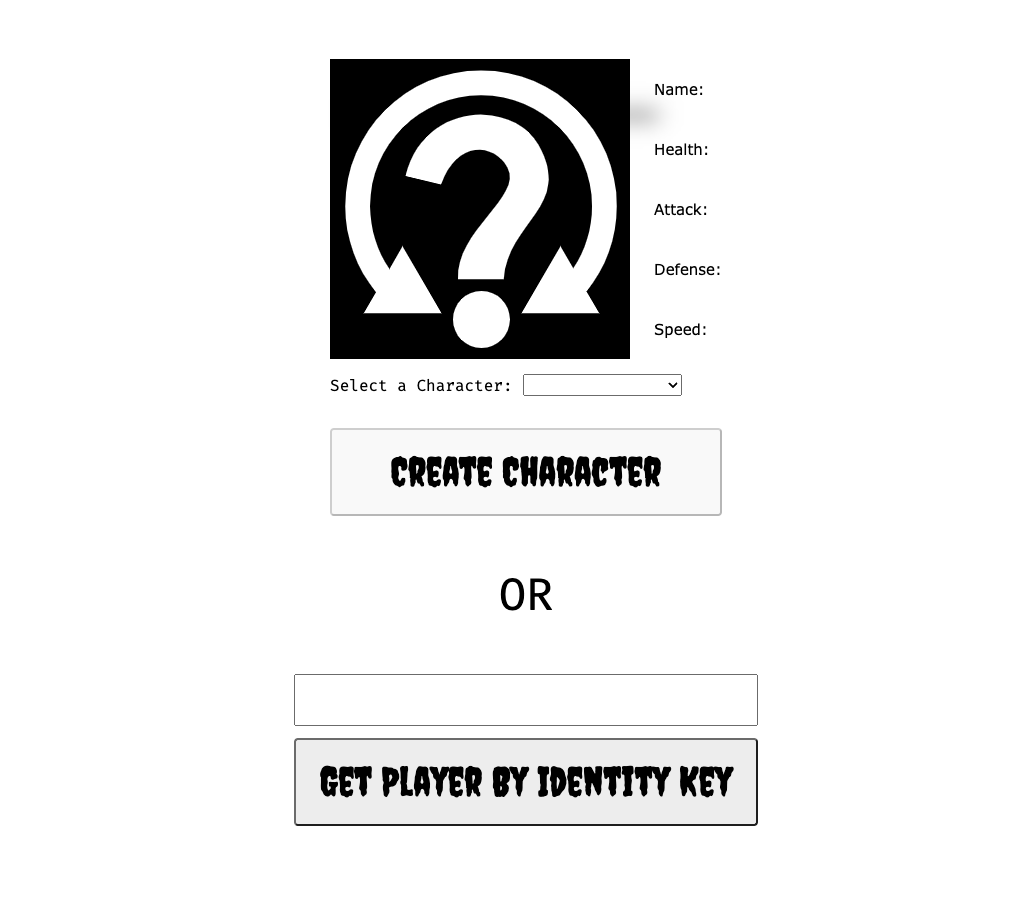 Name:
Health:
Attack:
Defense:
Speed:
Select a Character:
CREATE CHARACTER
OR
GET PLAYER BY IDENTITY KEY